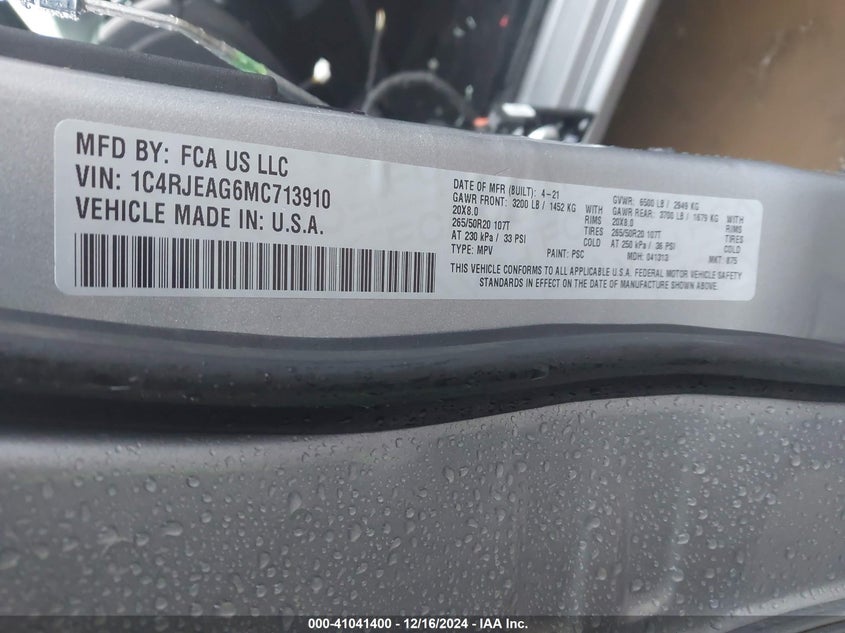 MFD BY: FCA US LLC
VIN: 1C4RJEAG6MC713910
VEHICLE MADE IN: U.S.A.
DATE OF MFR (BUILT): 4-21
GAWR FRONT: 3200 LB / 1452 KG WITH
20X8.0 RIMS
265/50R20 107T TIRES
AT 230 kPa / 33 PSI COLD
TYPE: MPV PAINT: PSC
GVWR: 6500 LB / 2949 KG
GAWR REAR: 3700 LB / 1679 KG WITH
20X8.0 RIMS
265/50R20 107T TIRES
AT 250 kPa / 36 PSI COLD
MDH: 041313 MKT: 875
THIS VEHICLE CONFORMS TO ALL APPLICABLE U.S.A. FEDERAL MOTOR VEHICLE SAFETY
STANDARDS IN EFFECT ON THE DATE OF MANUFACTURE SHOWN ABOVE.
000-41041400 - 12/16/2024 - IAA Inc.